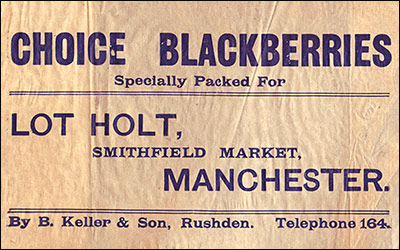 CHOICE BLACKBERRIES
Specially Packed For
LOT HOLT,
SMITHFIELD MARKET,
MANCHESTER.
By B. Keller & Son, Rushden. Telephone 164.